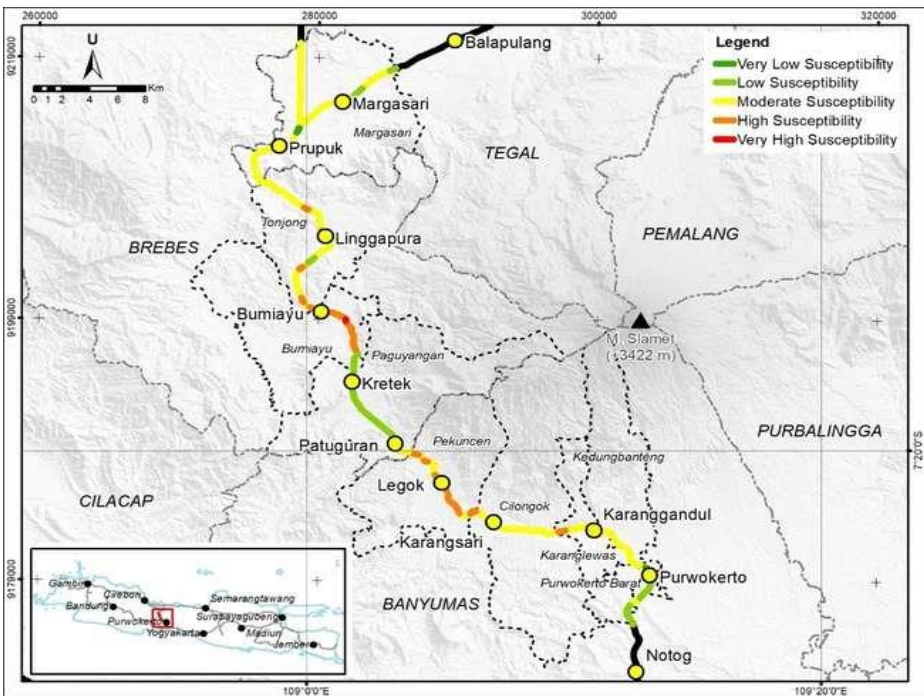 260000
280000
300000
320000
9219000
9199000
9179000
U
0 1 2 4 6 8
Km
Legend
Very Low Susceptibility
Low Susceptibility
Moderate Susceptibility
High Susceptibility
Very High Susceptibility
Balapulang
Margasari
Margasari
Prupuk
TEGAL
Tonjong
Linggapura
BREBES
PEMALANG
Bumiayu
M. Slamet
(+3422 m)
Bumiayu
Paguyangan
Kretek
PURBALINGGA
Patuguran
Pekuncen
7°20'S
Kedungbanteng
Legok
CILACAP
Cilongok
Karanggandul
Karangsari
Karanglewas
Purwokerto Barat
Purwokerto
BANYUMAS
Notog
Gambir
Cirebon
Semarangtawang
Bandung
Surabayagubeng
Purwokerto
Yogyakarta
Madiun
Jember
109°0'E
109°20'E